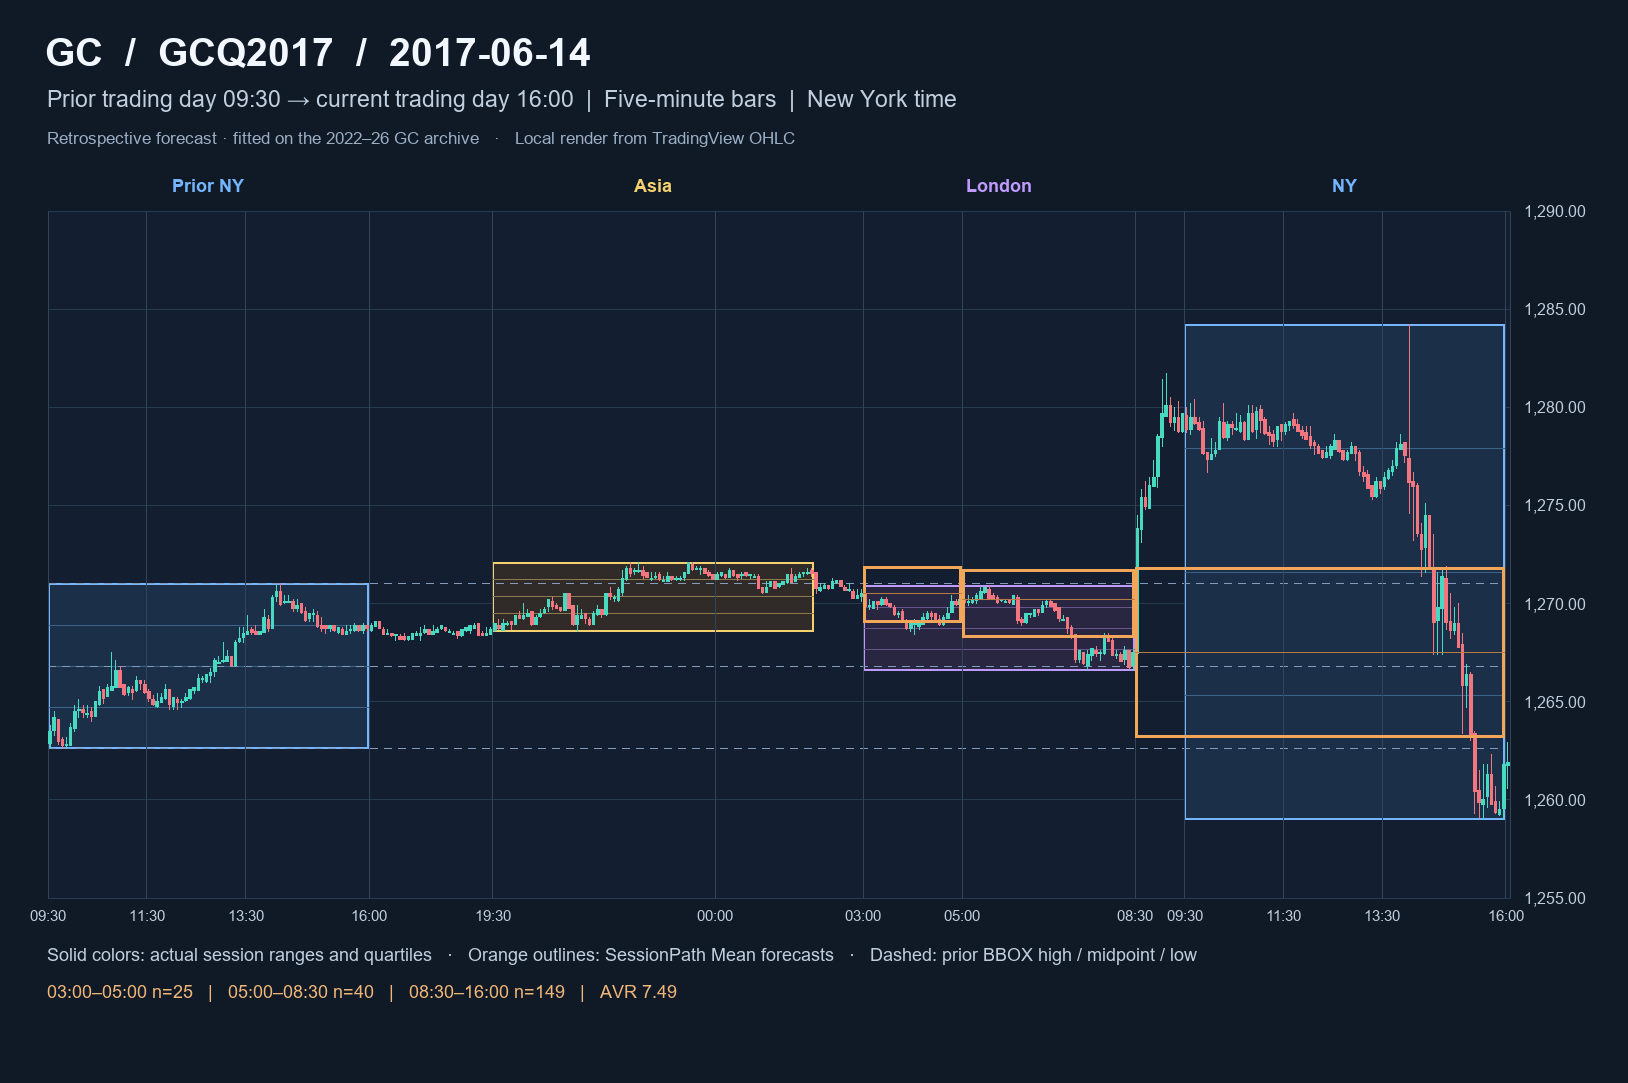 GC / GCQ2017 / 2017-06-14
Prior trading day 09:30 → current trading day 16:00 | Five-minute bars | New York time
Retrospective forecast · fitted on the 2022–26 GC archive · Local render from TradingView OHLC
Prior NY Asia London NY
1,290.00
1,285.00
1,280.00
1,275.00
1,270.00
1,265.00
1,260.00
1,255.00
09:30 11:30 13:30 16:00 19:30 00:00 03:00 05:00 08:30 09:30 11:30 13:30 16:00
Solid colors: actual session ranges and quartiles · Orange outlines: SessionPath Mean forecasts · Dashed: prior BBOX high / midpoint / low
03:00–05:00 n=25 | 05:00–08:30 n=40 | 08:30–16:00 n=149 | AVR 7.49